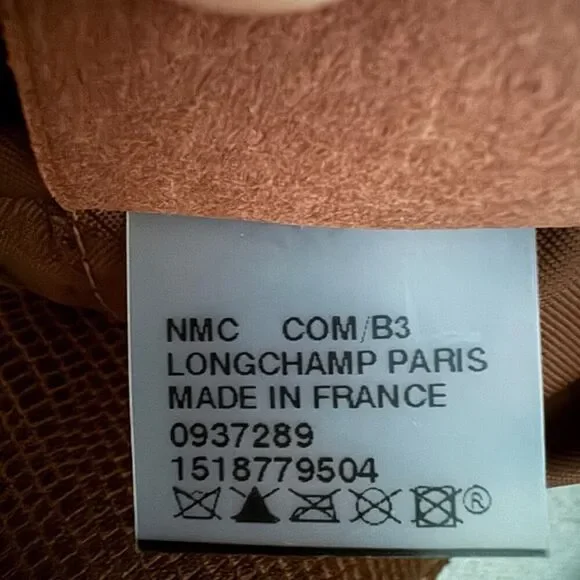 NMC COM/B3
LONGCHAMP PARIS
MADE IN FRANCE
0937289
1518779504
®